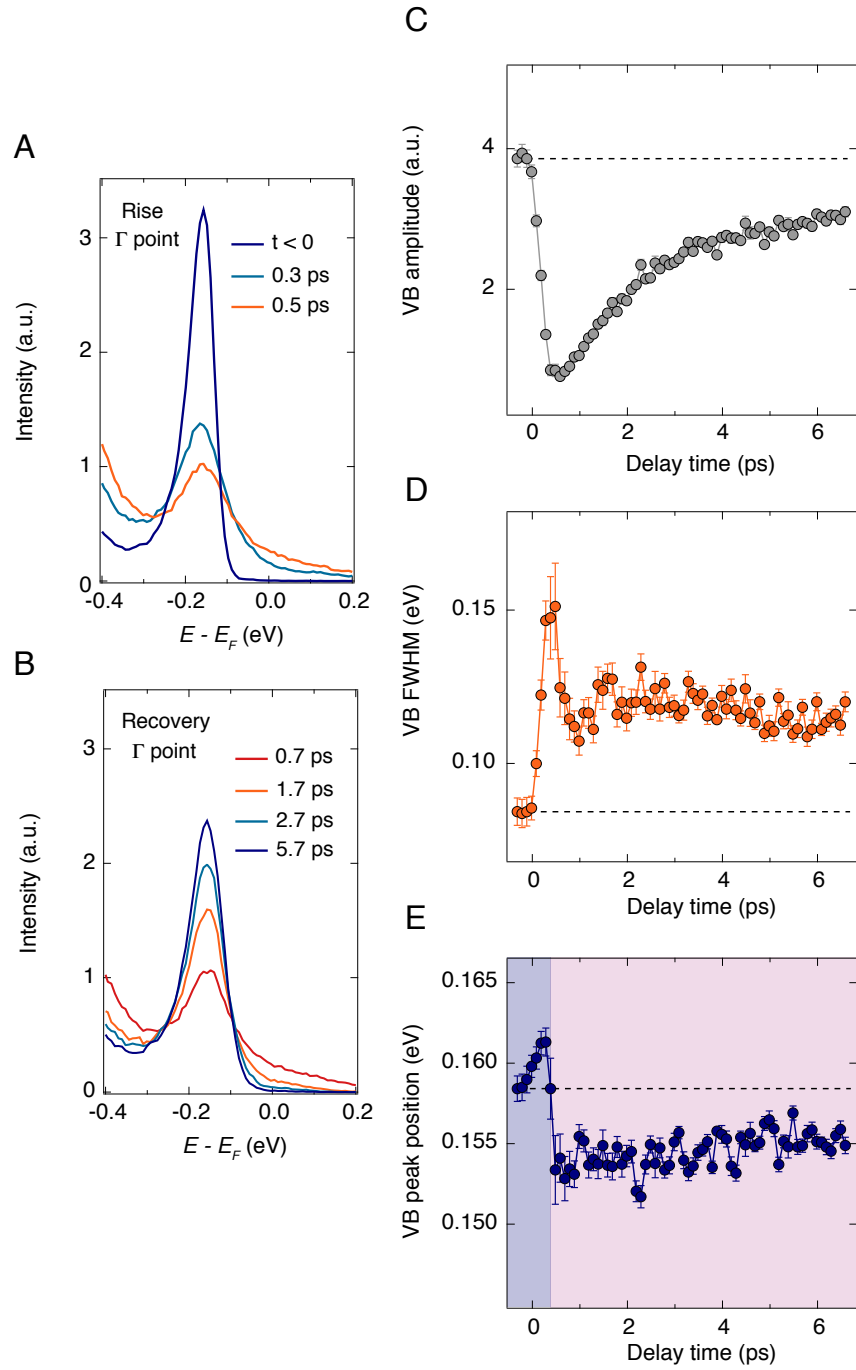 A
Intensity (a.u.)
3
2
1
0
Rise
Γ point
t < 0
0.3 ps
0.5 ps
-0.4
-0.2
0.0
0.2
E - E_F (eV)
B
Intensity (a.u.)
3
2
1
0
Recovery
Γ point
0.7 ps
1.7 ps
2.7 ps
5.7 ps
-0.4
-0.2
0.0
0.2
E - E_F (eV)
C
VB amplitude (a.u.)
4
2
0
2
4
6
Delay time (ps)
D
VB FWHM (eV)
0.15
0.10
0
2
4
6
Delay time (ps)
E
VB peak position (eV)
0.165
0.160
0.155
0.150
0
2
4
6
Delay time (ps)